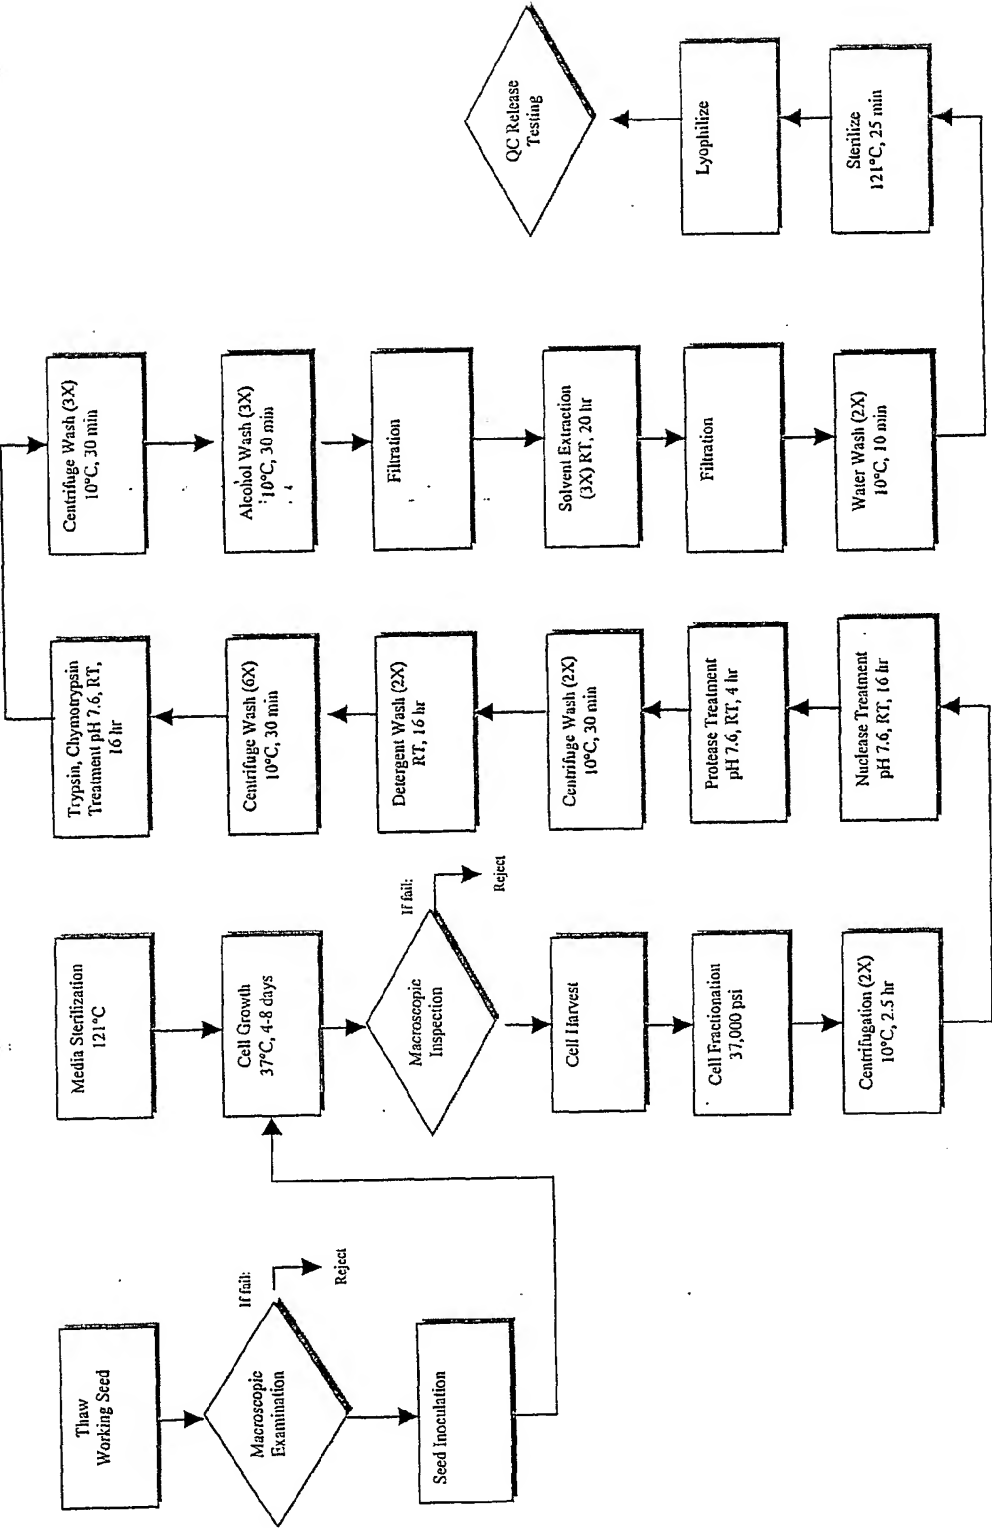 Thaw
Working Seed
Macroscopic
Examination
If fail:
Reject
Seed Inoculation
Media Sterilization
121°C
Cell Growth
37°C, 4-8 days
Macroscopic
Inspection
If fail:
Reject
Cell Harvest
Cell Fractionation
37,000 psi
Centrifugation (2X)
10°C, 2.5 hr
Nuclease Treatment
pH 7.6, RT, 16 hr
Protease Treatment
pH 7.6, RT, 4 hr
Centrifuge Wash (2X)
10°C, 30 min
Detergent Wash (2X)
RT, 16 hr
Centrifuge Wash (6X)
10°C, 30 min
Trypsin, Chymotrypsin
Treatment pH 7.6, RT,
16 hr
Centrifuge Wash (3X)
10°C, 30 min
Alcohol Wash (3X)
10°C, 30 min
Filtration
Solvent Extraction
(3X) RT, 20 hr
Filtration
Water Wash (2X)
10°C, 10 min
Sterilize
121°C, 25 min
Lyophilize
QC Release
Testing